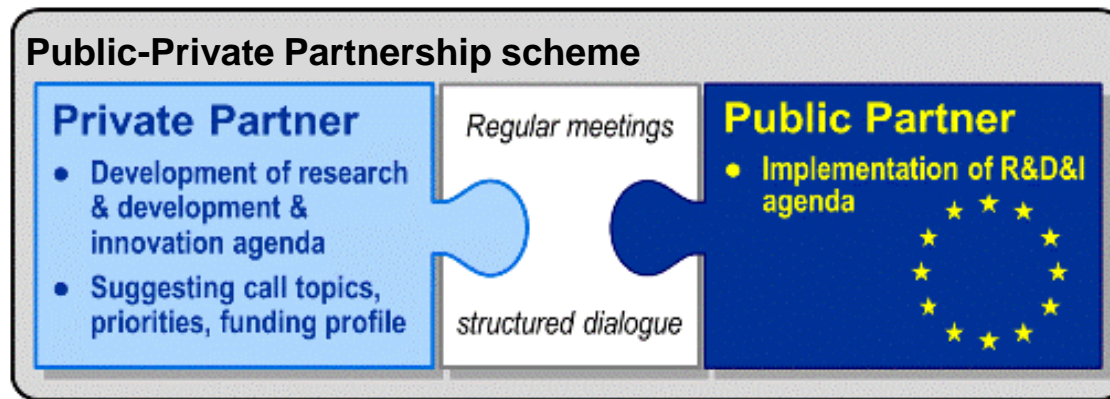 Public-Private Partnership scheme
Private Partner
● Development of research
& development &
innovation agenda
● Suggesting call topics,
priorities, funding profile
Regular meetings
structured dialogue
Public Partner
● Implementation of R&D&I
agenda